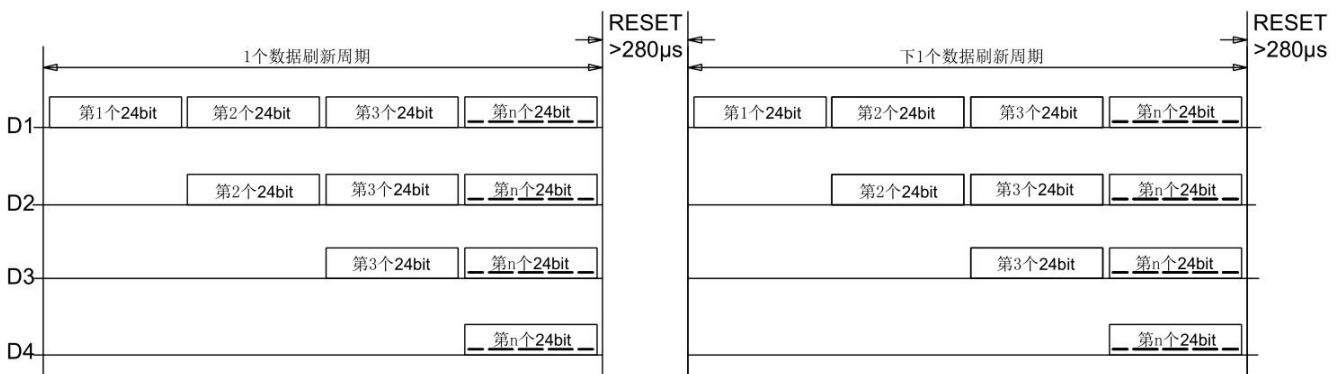 RESET
>280μs
RESET
>280μs
1个数据刷新周期
下1个数据刷新周期
D1 第1个24bit 第2个24bit 第3个24bit 第n个24bit 第1个24bit 第2个24bit 第3个24bit 第n个24bit
D2 第2个24bit 第3个24bit 第n个24bit 第2个24bit 第3个24bit 第n个24bit
D3 第3个24bit 第n个24bit 第3个24bit 第n个24bit
D4 第n个24bit 第n个24bit